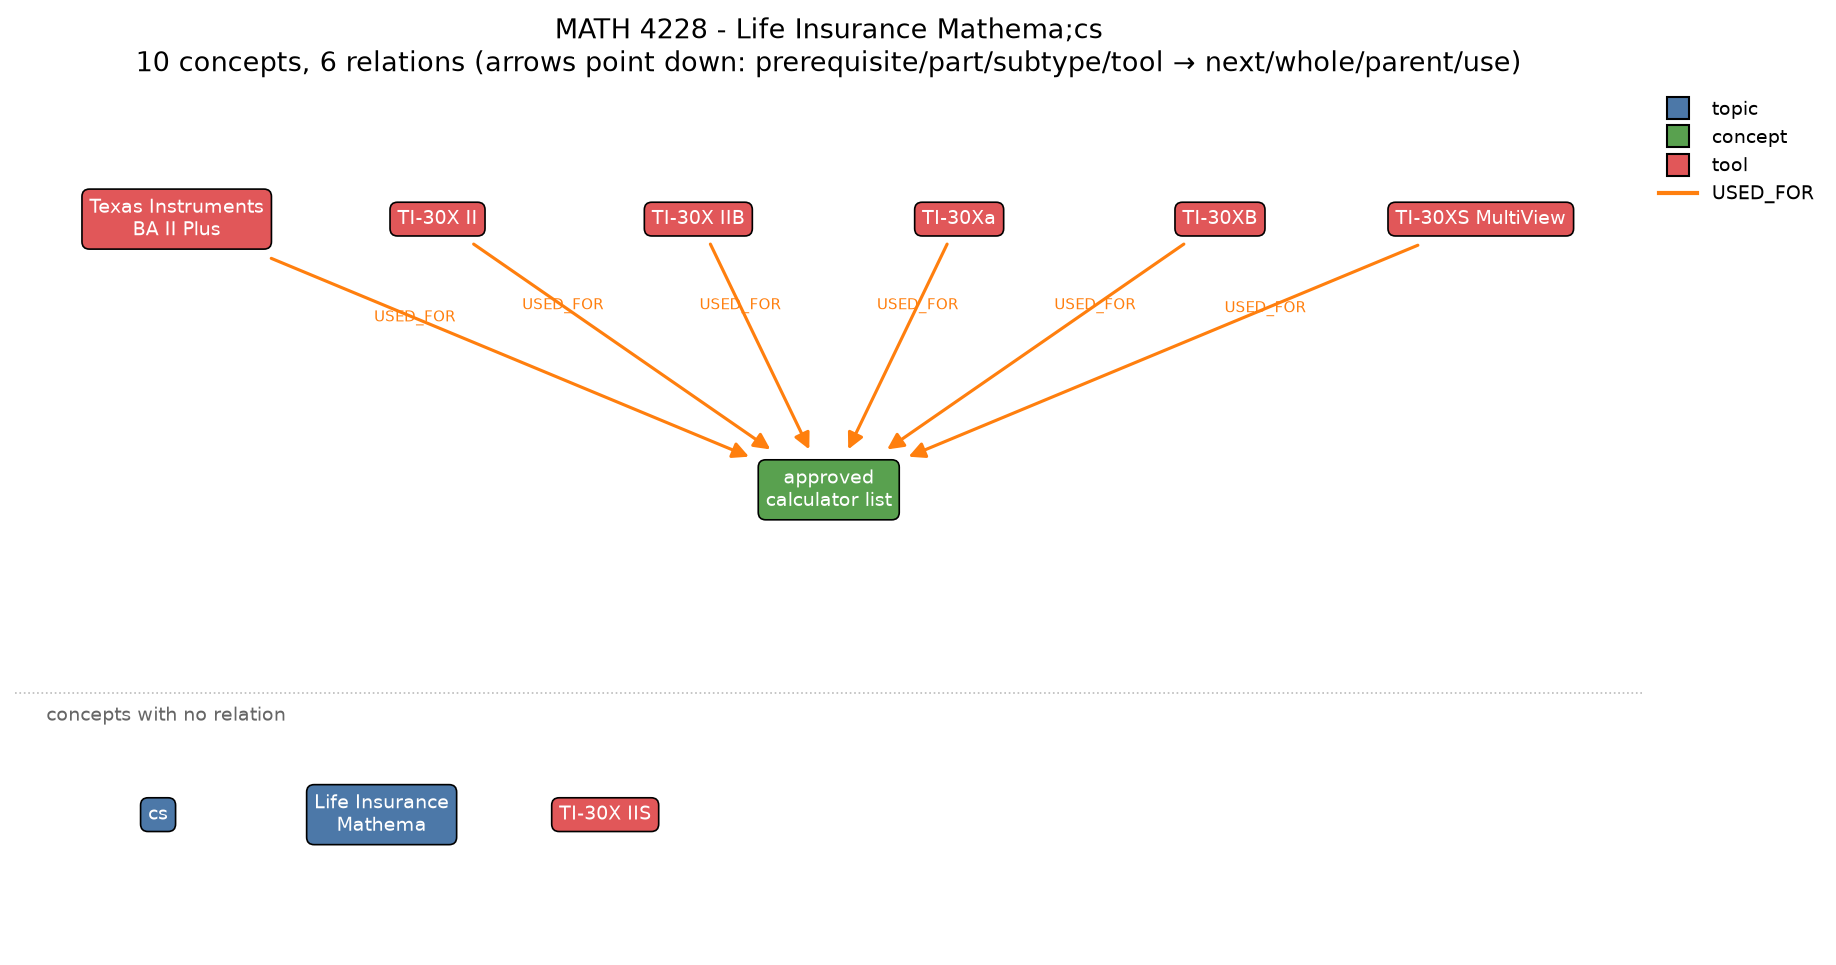 MATH 4228 - Life Insurance Mathema;cs
10 concepts, 6 relations (arrows point down: prerequisite/part/subtype/tool → next/whole/parent/use)
topic
concept
tool
USED_FOR
Texas Instruments
BA II Plus
TI-30X II
TI-30X IIB
TI-30Xa
TI-30XB
TI-30XS MultiView
USED_FOR
USED_FOR
USED_FOR
USED_FOR
USED_FOR
USED_FOR
approved
calculator list
concepts with no relation
cs
Life Insurance
Mathema
TI-30X IIS